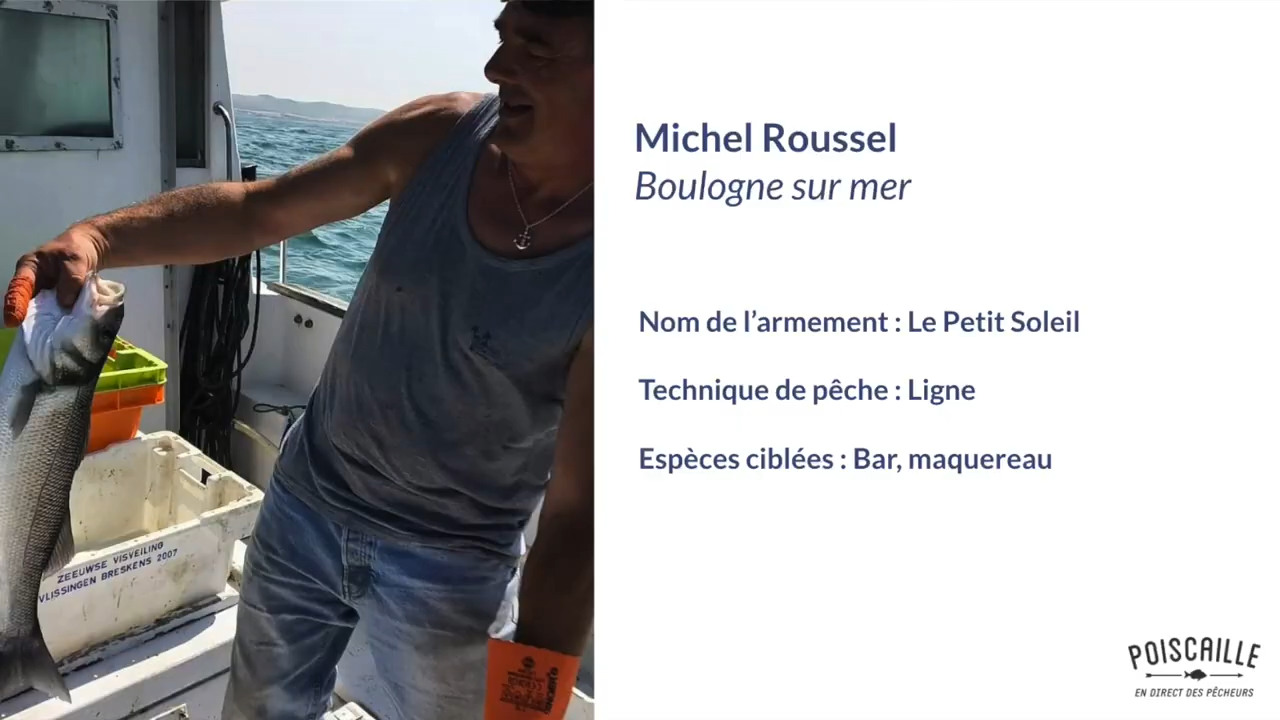 Michel Roussel
Boulogne sur mer
Nom de l’armement : Le Petit Soleil
Technique de pêche : Ligne
Espèces ciblées : Bar, maquereau
ZEEUWSE VISVEILING
VLISSINGEN BRESKENS 2007
POISCAILLE
EN DIRECT DES PÊCHEURS